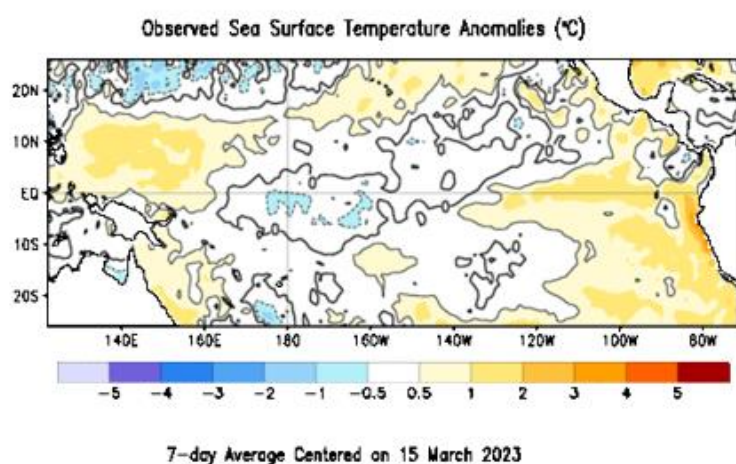 Observed Sea Surface Temperature Anomalies (°C)
20N
10N
EQ
10S
20S
140E 160E 180 160W 140W 120W 100W 80W
-5 -4 -3 -2 -1 -0.5 0.5 1 2 3 4 5
7-day Average Centered on 15 March 2023